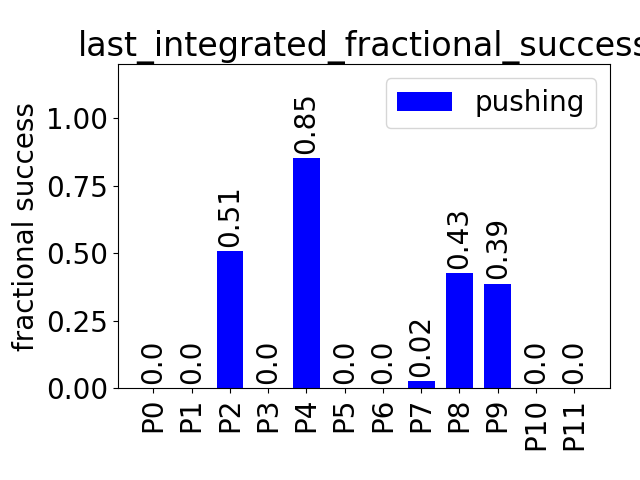 last_integrated_fractional_success
fractional success
1.00
0.75
0.50
0.25
0.00
pushing
0.0
0.0
0.51
0.0
0.85
0.0
0.0
0.02
0.43
0.39
0.0
0.0
P0
P1
P2
P3
P4
P5
P6
P7
P8
P9
P10
P11